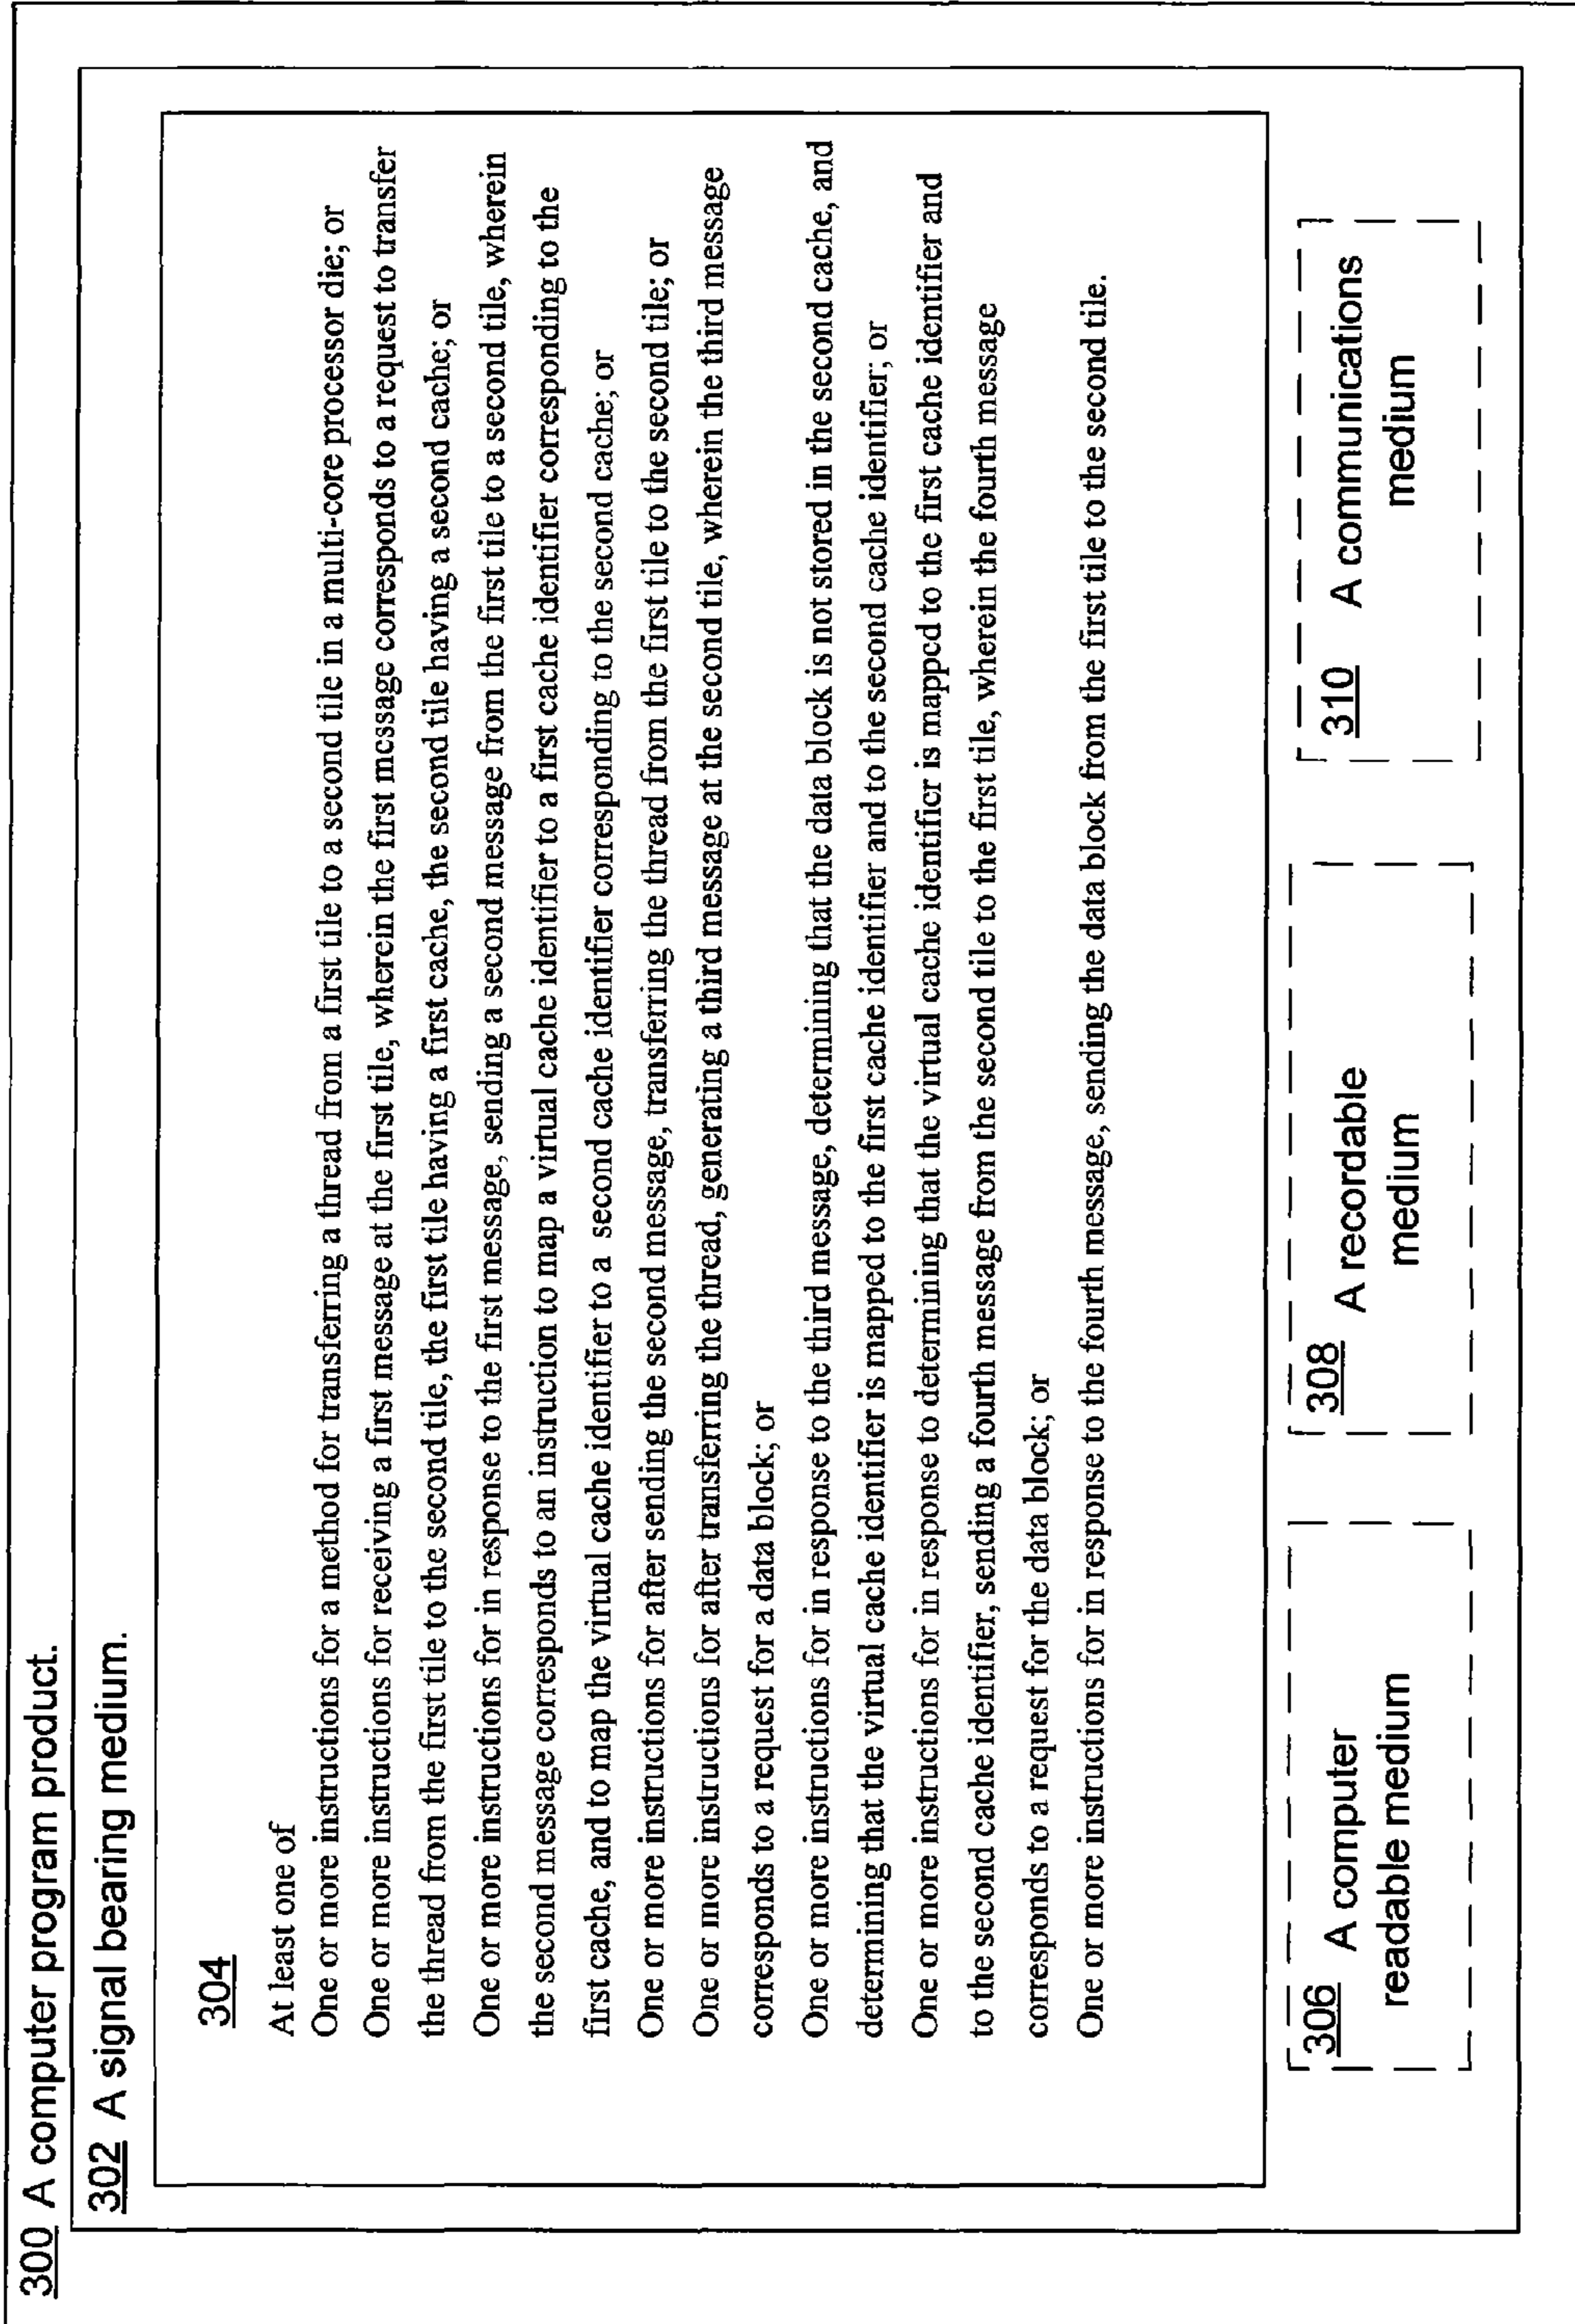 300 A computer program product.
302 A signal bearing medium.
304
At least one of
One or more instructions for a method for transferring a thread from a first tile to a second tile in a multi-core processor die; or
One or more instructions for receiving a first message at the first tile, wherein the first message corresponds to a request to transfer
the thread from the first tile to the second tile, the first tile having a first cache, the second tile having a second cache; or
One or more instructions for in response to the first message, sending a second message from the first tile to a second tile, wherein
the second message corresponds to an instruction to map a virtual cache identifier to a first cache identifier corresponding to the
first cache, and to map the virtual cache identifier to a second cache identifier corresponding to the second cache; or
One or more instructions for after sending the second message, transferring the thread from the first tile to the second tile; or
One or more instructions for after transferring the thread, generating a third message at the second tile, wherein the third message
corresponds to a request for a data block; or
One or more instructions for in response to the third message, determining that the data block is not stored in the second cache, and
determining that the virtual cache identifier is mapped to the first cache identifier and to the second cache identifier; or
One or more instructions for in response to determining that the virtual cache identifier is mapped to the first cache identifier and
to the second cache identifier, sending a fourth message from the second tile to the first tile, wherein the fourth message
corresponds to a request for the data block; or
One or more instructions for in response to the fourth message, sending the data block from the first tile to the second tile.
306 A computer
readable medium
308 A recordable
medium
310 A communications
medium